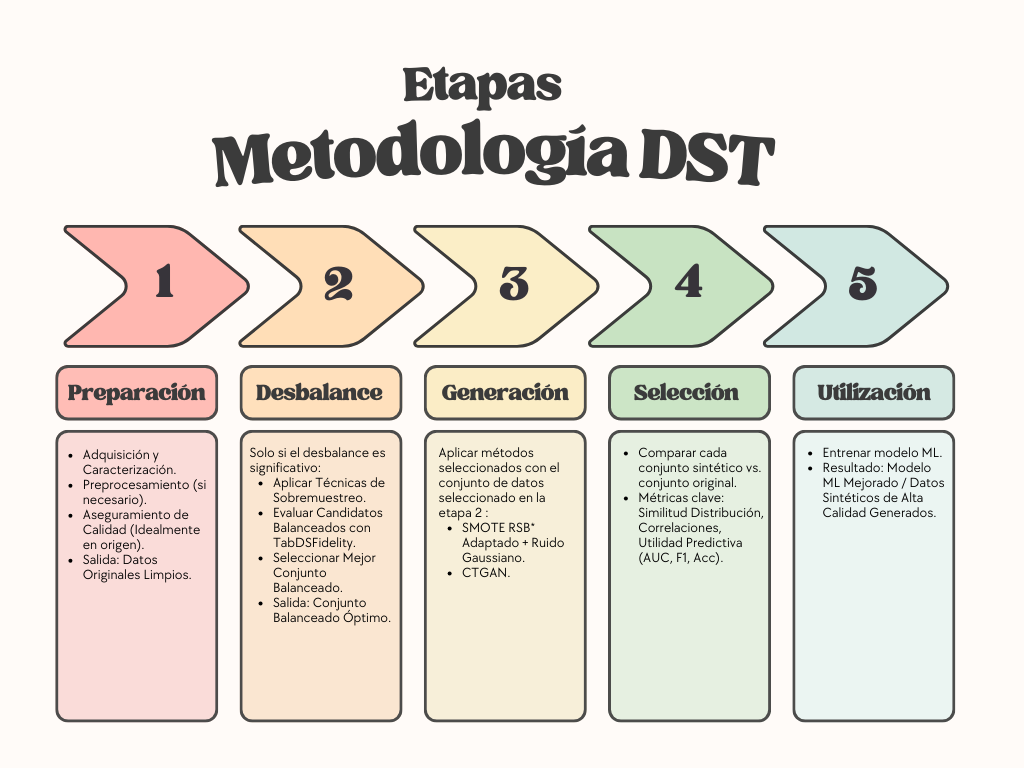 Etapas
Metodología DST
1
2
3
4
5
Preparación
Desbalance
Generación
Selección
Utilización
• Adquisición y
Caracterización.
• Preprocesamiento (si
necesario).
• Aseguramiento de
Calidad (Idealmente
en origen).
• Salida: Datos
Originales Limpios.
Solo si el desbalance es
significativo:
• Aplicar Técnicas de
Sobremuestreo.
• Evaluar Candidatos
Balanceados con
TabDSFidelity.
• Seleccionar Mejor
Conjunto
Balanceado.
• Salida: Conjunto
Balanceado Óptimo.
Aplicar métodos
seleccionados con el
conjunto de datos
seleccionado en la
etapa 2 :
• SMOTE RSB*
Adaptado + Ruido
Gaussiano.
• CTGAN.
• Comparar cada
conjunto sintético vs.
conjunto original.
• Métricas clave:
Similitud Distribución,
Correlaciones,
Utilidad Predictiva
(AUC, F1, Acc).
• Entrenar modelo ML.
• Resultado: Modelo
ML Mejorado / Datos
Sintéticos de Alta
Calidad Generados.